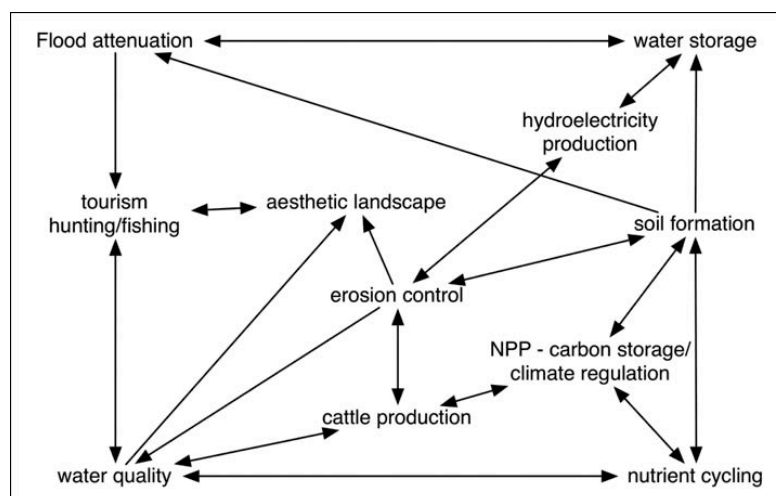 Flood attenuation
water storage
hydroelectricity
production
tourism
hunting/fishing
aesthetic landscape
soil formation
erosion control
NPP - carbon storage/
climate regulation
cattle production
water quality
nutrient cycling